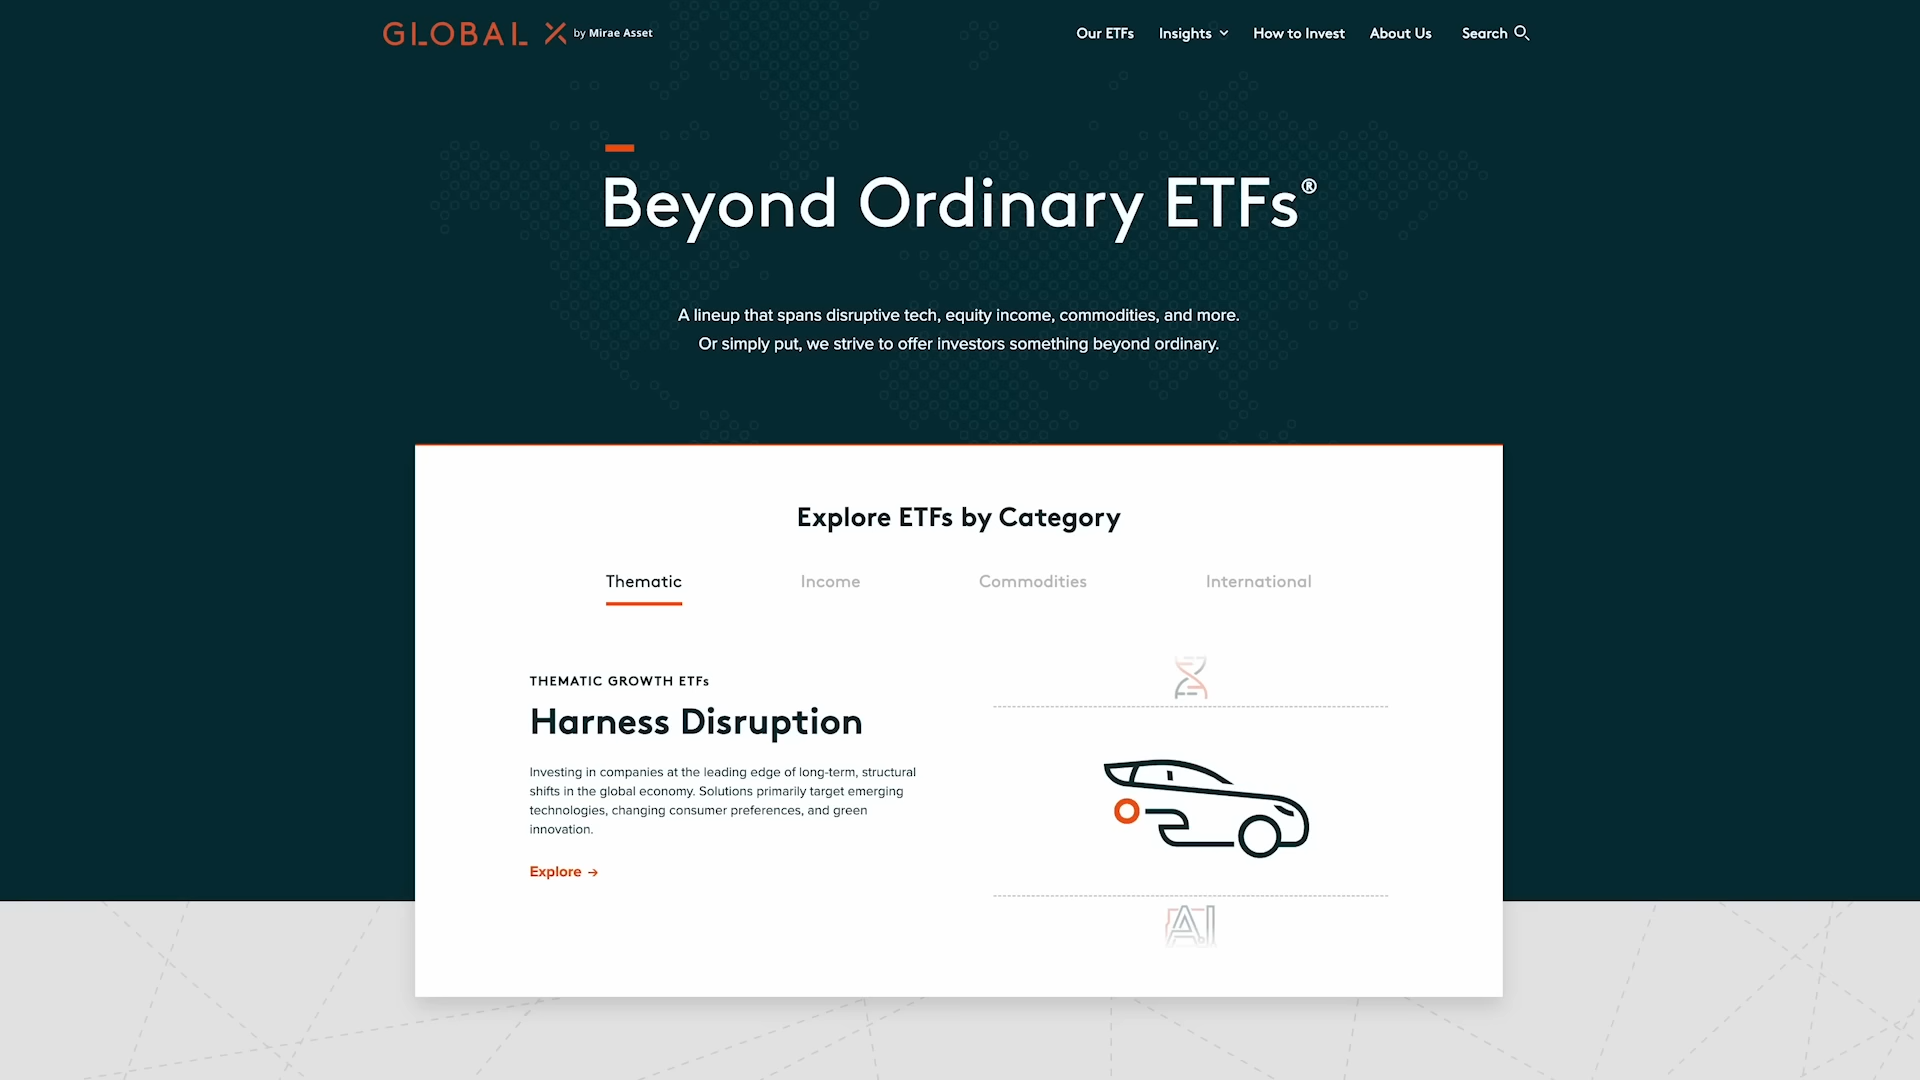 GLOBAL X by Mirae Asset
Our ETFs
Insights
How to Invest
About Us
Search
Beyond Ordinary ETFs®
A lineup that spans disruptive tech, equity income, commodities, and more.
Or simply put, we strive to offer investors something beyond ordinary.
Explore ETFs by Category
Thematic
Income
Commodities
International
THEMATIC GROWTH ETFs
Harness Disruption
Investing in companies at the leading edge of long-term, structural
shifts in the global economy. Solutions primarily target emerging
technologies, changing consumer preferences, and green
innovation.
Explore →
AI